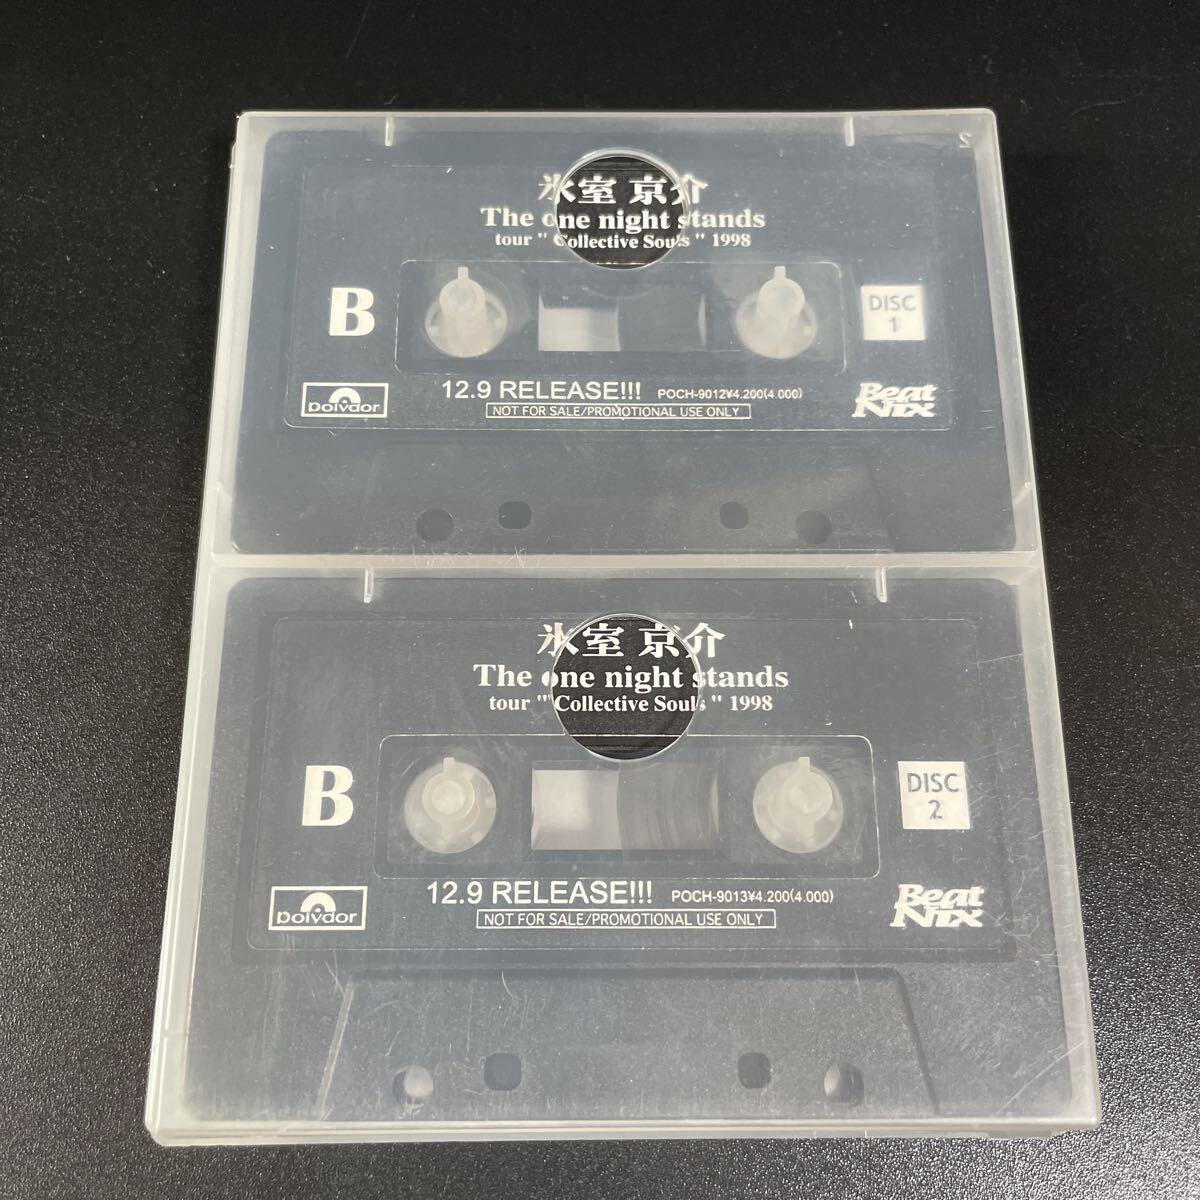 氷室 京介
The one night stands
tour " Collective Souls " 1998
B
DISC
1
12.9 RELEASE!!! POCH-9012¥4.200(4.000)
NOT FOR SALE/PROMOTIONAL USE ONLY
polydor
Beat
Nix
氷室 京介
The one night stands
tour " Collective Souls " 1998
B
DISC
2
12.9 RELEASE!!! POCH-9013¥4.200(4.000)
NOT FOR SALE/PROMOTIONAL USE ONLY
polydor
Beat
Nix